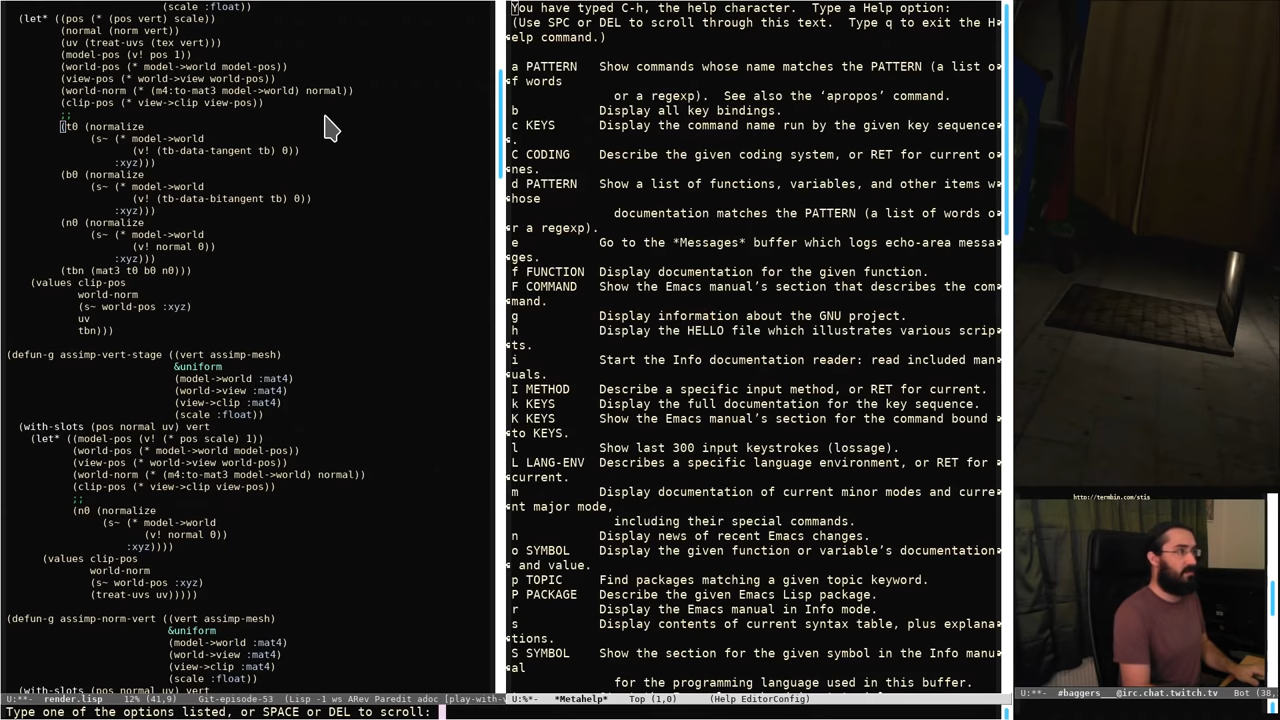 (scale :float))
(let* ((pos (* (pos vert) scale))
(normal (norm vert))
(uv (treat-uvs (tex vert)))
(model-pos (v! pos 1))
(world-pos (* model->world model-pos))
(view-pos (* world->view world-pos))
(world-norm (* (m4:to-mat3 model->world) normal))
(clip-pos (* view->clip view-pos))
;;
(t0 (normalize
(s~ (* model->world
(v! (tb-data-tangent tb) 0))
:xyz)))
(b0 (normalize
(s~ (* model->world
(v! (tb-data-bitangent tb) 0))
:xyz)))
(n0 (normalize
(s~ (* model->world
(v! normal 0))
:xyz)))
(tbn (mat3 t0 b0 n0)))
(values clip-pos
world-norm
(s~ world-pos :xyz)
uv
tbn)))
(defun-g assimp-vert-stage ((vert assimp-mesh)
&uniform
(model->world :mat4)
(world->view :mat4)
(view->clip :mat4)
(scale :float))
(with-slots (pos normal uv) vert
(let* ((model-pos (v! (* pos scale) 1))
(world-pos (* model->world model-pos))
(view-pos (* world->view world-pos))
(world-norm (* (m4:to-mat3 model->world) normal))
(clip-pos (* view->clip view-pos))
;;
(n0 (normalize
(s~ (* model->world
(v! normal 0))
:xyz))))
(values clip-pos
world-norm
(s~ world-pos :xyz)
(treat-uvs uv)))))
(defun-g assimp-norm-vert ((vert assimp-mesh)
&uniform
(model->world :mat4)
(world->view :mat4)
(view->clip :mat4)
(scale :float))
(with-slots (pos normal uv) vert
U:**- render.lisp 12% (41,9) Git-episode-53 (Lisp -1 ws ARev Paredit adoc [play-with-
Type one of the options listed, or SPACE or DEL to scroll:
You have typed C-h, the help character. Type a Help option:
(Use SPC or DEL to scroll through this text. Type q to exit the H
elp command.)
a PATTERN Show commands whose name matches the PATTERN (a list o
f words
or a regexp). See also the ‘apropos’ command.
b Display all key bindings.
c KEYS Display the command name run by the given key sequence
.
C CODING Describe the given coding system, or RET for current o
nes.
d PATTERN Show a list of functions, variables, and other items w
hose
documentation matches the PATTERN (a list of words o
r a regexp).
e Go to the *Messages* buffer which logs echo-area messa
ges.
f FUNCTION Display documentation for the given function.
F COMMAND Show the Emacs manual’s section that describes the com
mand.
g Display information about the GNU project.
h Display the HELLO file which illustrates various scrip
ts.
i Start the Info documentation reader: read included man
uals.
I METHOD Describe a specific input method, or RET for current.
k KEYS Display the full documentation for the key sequence.
K KEYS Show the Emacs manual’s section for the command bound
to KEYS.
l Show last 300 input keystrokes (lossage).
L LANG-ENV Describes a specific language environment, or RET for
current.
m Display documentation of current minor modes and curre
nt major mode,
including their special commands.
n Display news of recent Emacs changes.
o SYMBOL Display the given function or variable’s documentation
and value.
p TOPIC Find packages matching a given topic keyword.
P PACKAGE Describe the given Emacs Lisp package.
r Display the Emacs manual in Info mode.
s Display contents of current syntax table, plus explana
tions.
S SYMBOL Show the section for the given symbol in the Info manu
al
for the programming language used in this buffer.
U:%*- *Metahelp* Top (1,0) (Help EditorConfig)
http://termbin.com/stis
U:**- #baggers__ @irc.chat.twitch.tv Bot (38,